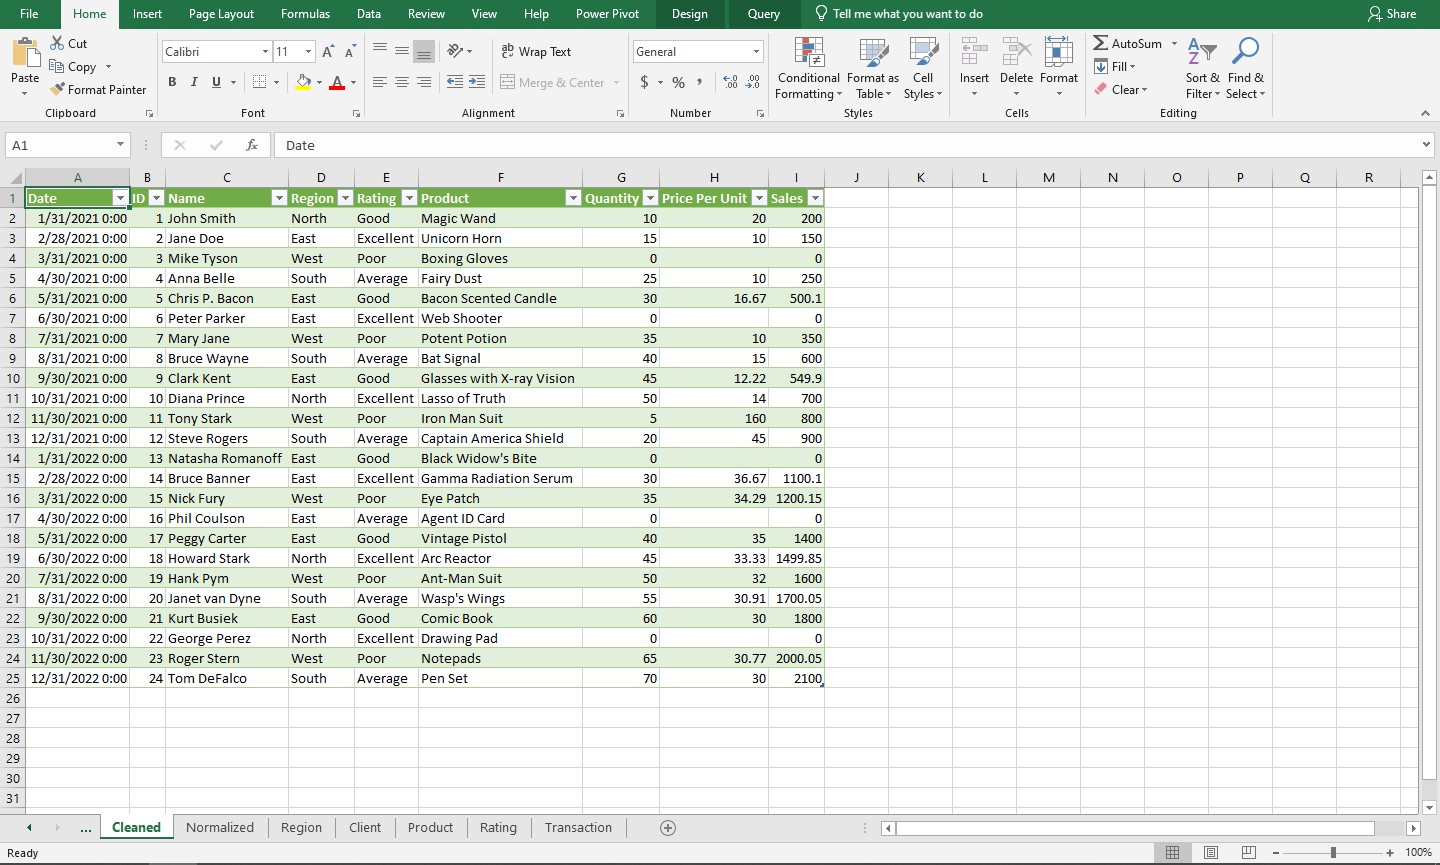 File Home Insert Page Layout Formulas Data Review View Help Power Pivot Design Query Tell me what you want to do Share
Paste
Cut
Copy
Format Painter
Clipboard
Calibri 11 A A
B I U A
Font
Wrap Text
Merge & Center
Alignment
General
$ % , .0 .00
Number
Conditional Formatting
Format as Table
Cell Styles
Styles
Insert Delete Format
Cells
AutoSum
Fill
Clear
Sort & Filter
Find & Select
Editing
A1 fx Date
A B C D E F G H I J K L M N O P Q R
1 Date ID Name Region Rating Product Quantity Price Per Unit Sales
2 1/31/2021 0:00 1 John Smith North Good Magic Wand 10 20 200
3 2/28/2021 0:00 2 Jane Doe East Excellent Unicorn Horn 15 10 150
4 3/31/2021 0:00 3 Mike Tyson West Poor Boxing Gloves 0 0
5 4/30/2021 0:00 4 Anna Belle South Average Fairy Dust 25 10 250
6 5/31/2021 0:00 5 Chris P. Bacon East Good Bacon Scented Candle 30 16.67 500.1
7 6/30/2021 0:00 6 Peter Parker East Excellent Web Shooter 0 0
8 7/31/2021 0:00 7 Mary Jane West Poor Potent Potion 35 10 350
9 8/31/2021 0:00 8 Bruce Wayne South Average Bat Signal 40 15 600
10 9/30/2021 0:00 9 Clark Kent East Good Glasses with X-ray Vision 45 12.22 549.9
11 10/31/2021 0:00 10 Diana Prince North Excellent Lasso of Truth 50 14 700
12 11/30/2021 0:00 11 Tony Stark West Poor Iron Man Suit 5 160 800
13 12/31/2021 0:00 12 Steve Rogers South Average Captain America Shield 20 45 900
14 1/31/2022 0:00 13 Natasha Romanoff East Good Black Widow's Bite 0 0
15 2/28/2022 0:00 14 Bruce Banner East Excellent Gamma Radiation Serum 30 36.67 1100.1
16 3/31/2022 0:00 15 Nick Fury West Poor Eye Patch 35 34.29 1200.15
17 4/30/2022 0:00 16 Phil Coulson East Average Agent ID Card 0 0
18 5/31/2022 0:00 17 Peggy Carter East Good Vintage Pistol 40 35 1400
19 6/30/2022 0:00 18 Howard Stark North Excellent Arc Reactor 45 33.33 1499.85
20 7/31/2022 0:00 19 Hank Pym West Poor Ant-Man Suit 50 32 1600
21 8/31/2022 0:00 20 Janet van Dyne South Average Wasp's Wings 55 30.91 1700.05
22 9/30/2022 0:00 21 Kurt Busiek East Good Comic Book 60 30 1800
23 10/31/2022 0:00 22 George Perez North Excellent Drawing Pad 0 0
24 11/30/2022 0:00 23 Roger Stern West Poor Notepads 65 30.77 2000.05
25 12/31/2022 0:00 24 Tom DeFalco South Average Pen Set 70 30 2100
26
27
28
29
30
31
... Cleaned Normalized Region Client Product Rating Transaction
Ready 100%